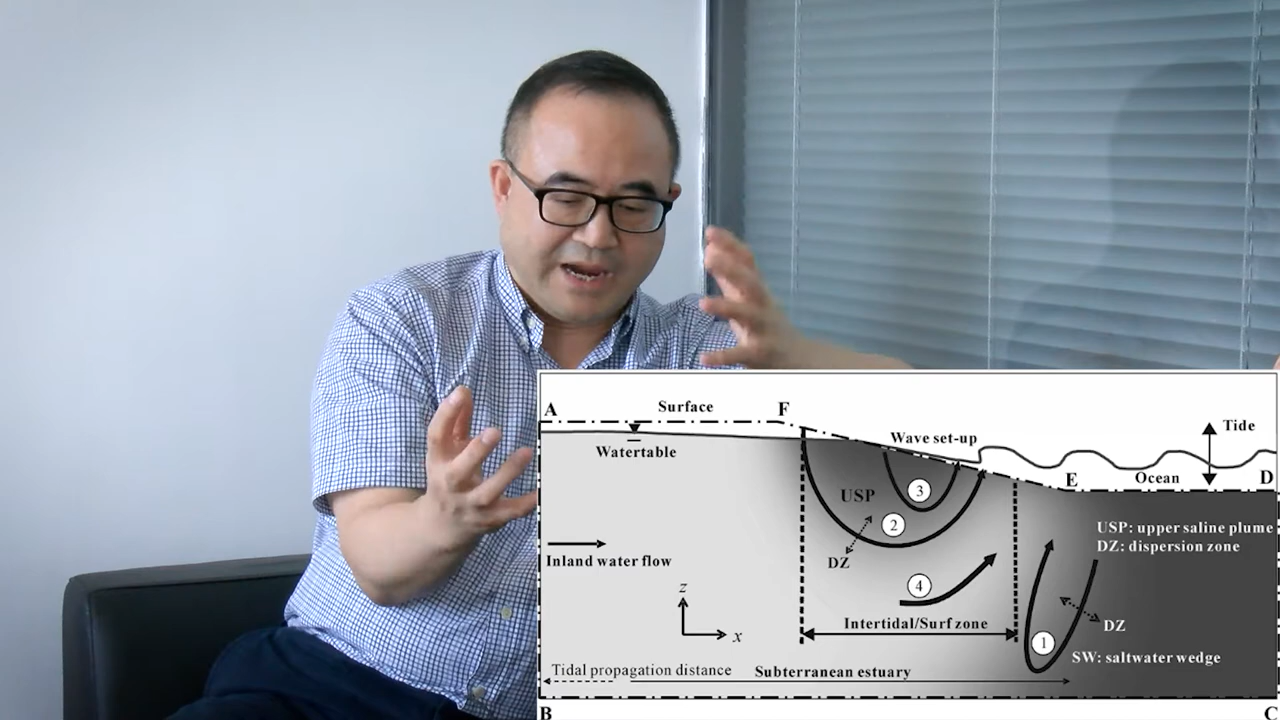 A
Surface
F
Watertable
Wave set-up
Tide
E
Ocean
D
3
USP
2
DZ
USP: upper saline plume
DZ: dispersion zone
Inland water flow
4
z
x
Intertidal/Surf zone
DZ
1
SW: saltwater wedge
Tidal propagation distance
Subterranean estuary
B
C